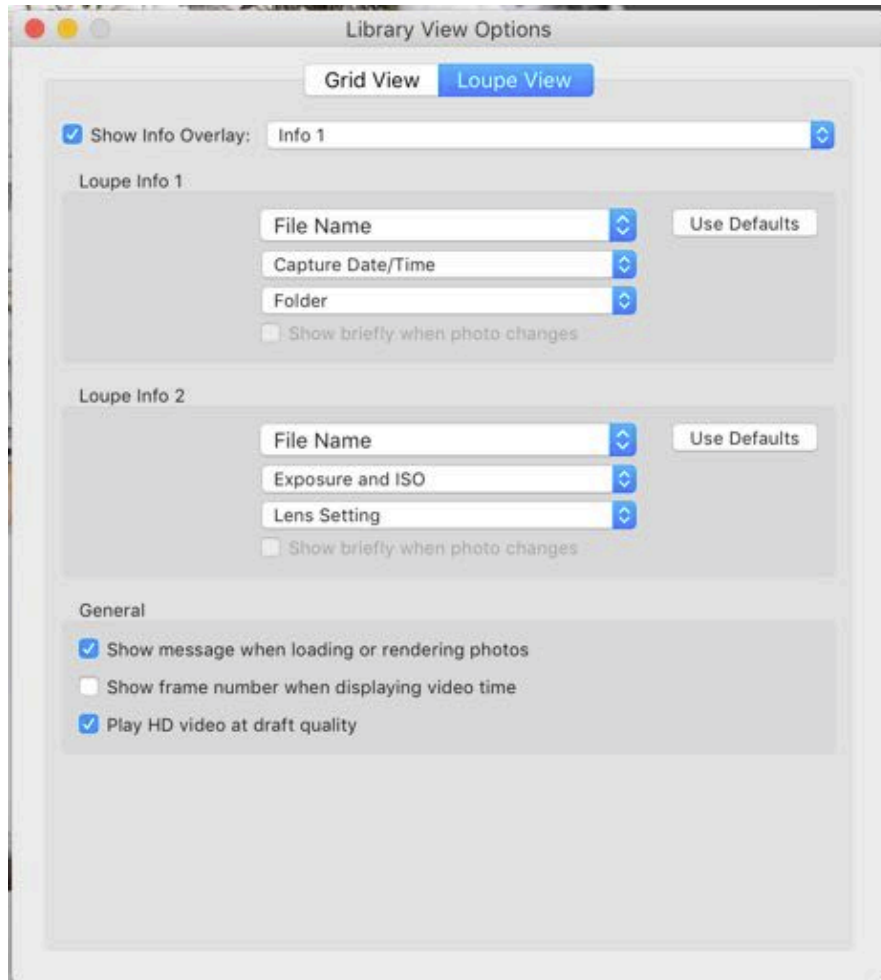 Library View Options
Grid View Loupe View
Show Info Overlay: Info 1
Loupe Info 1
File Name Use Defaults
Capture Date/Time
Folder
Show briefly when photo changes
Loupe Info 2
File Name Use Defaults
Exposure and ISO
Lens Setting
Show briefly when photo changes
General
Show message when loading or rendering photos
Show frame number when displaying video time
Play HD video at draft quality